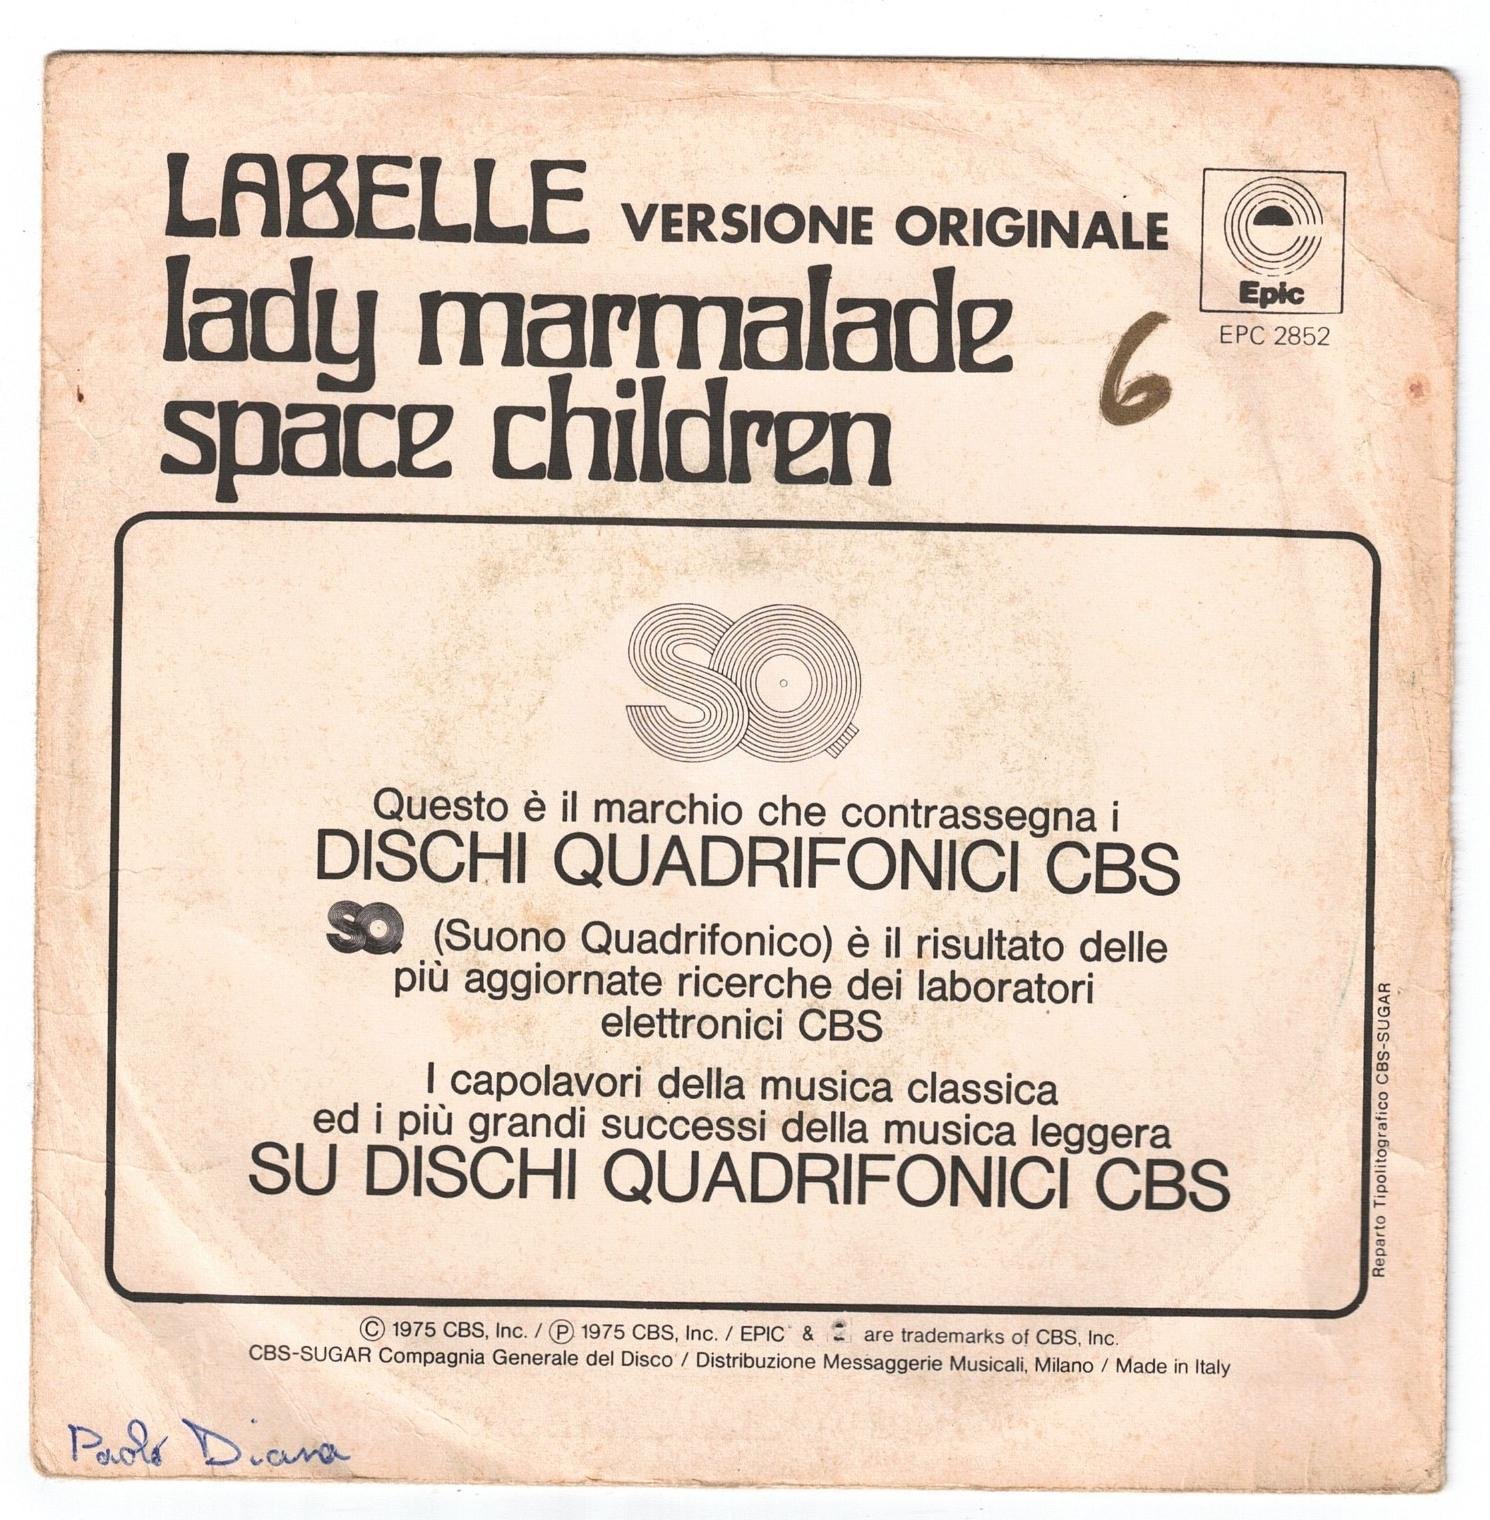 LABELLE VERSIONE ORIGINALE
lady marmalade
space children
Epic
EPC 2852
6
SQ
Questo è il marchio che contrassegna i
DISCHI QUADRIFONICI CBS
SQ (Suono Quadrifonico) è il risultato delle
più aggiornate ricerche dei laboratori
elettronici CBS
I capolavori della musica classica
ed i più grandi successi della musica leggera
SU DISCHI QUADRIFONICI CBS
Reparto Tipolitografico CBS-SUGAR
© 1975 CBS, Inc. / ℗ 1975 CBS, Inc. / EPIC & e are trademarks of CBS, Inc.
CBS-SUGAR Compagnia Generale del Disco / Distribuzione Messaggerie Musicali, Milano / Made in Italy
Paolo Diana